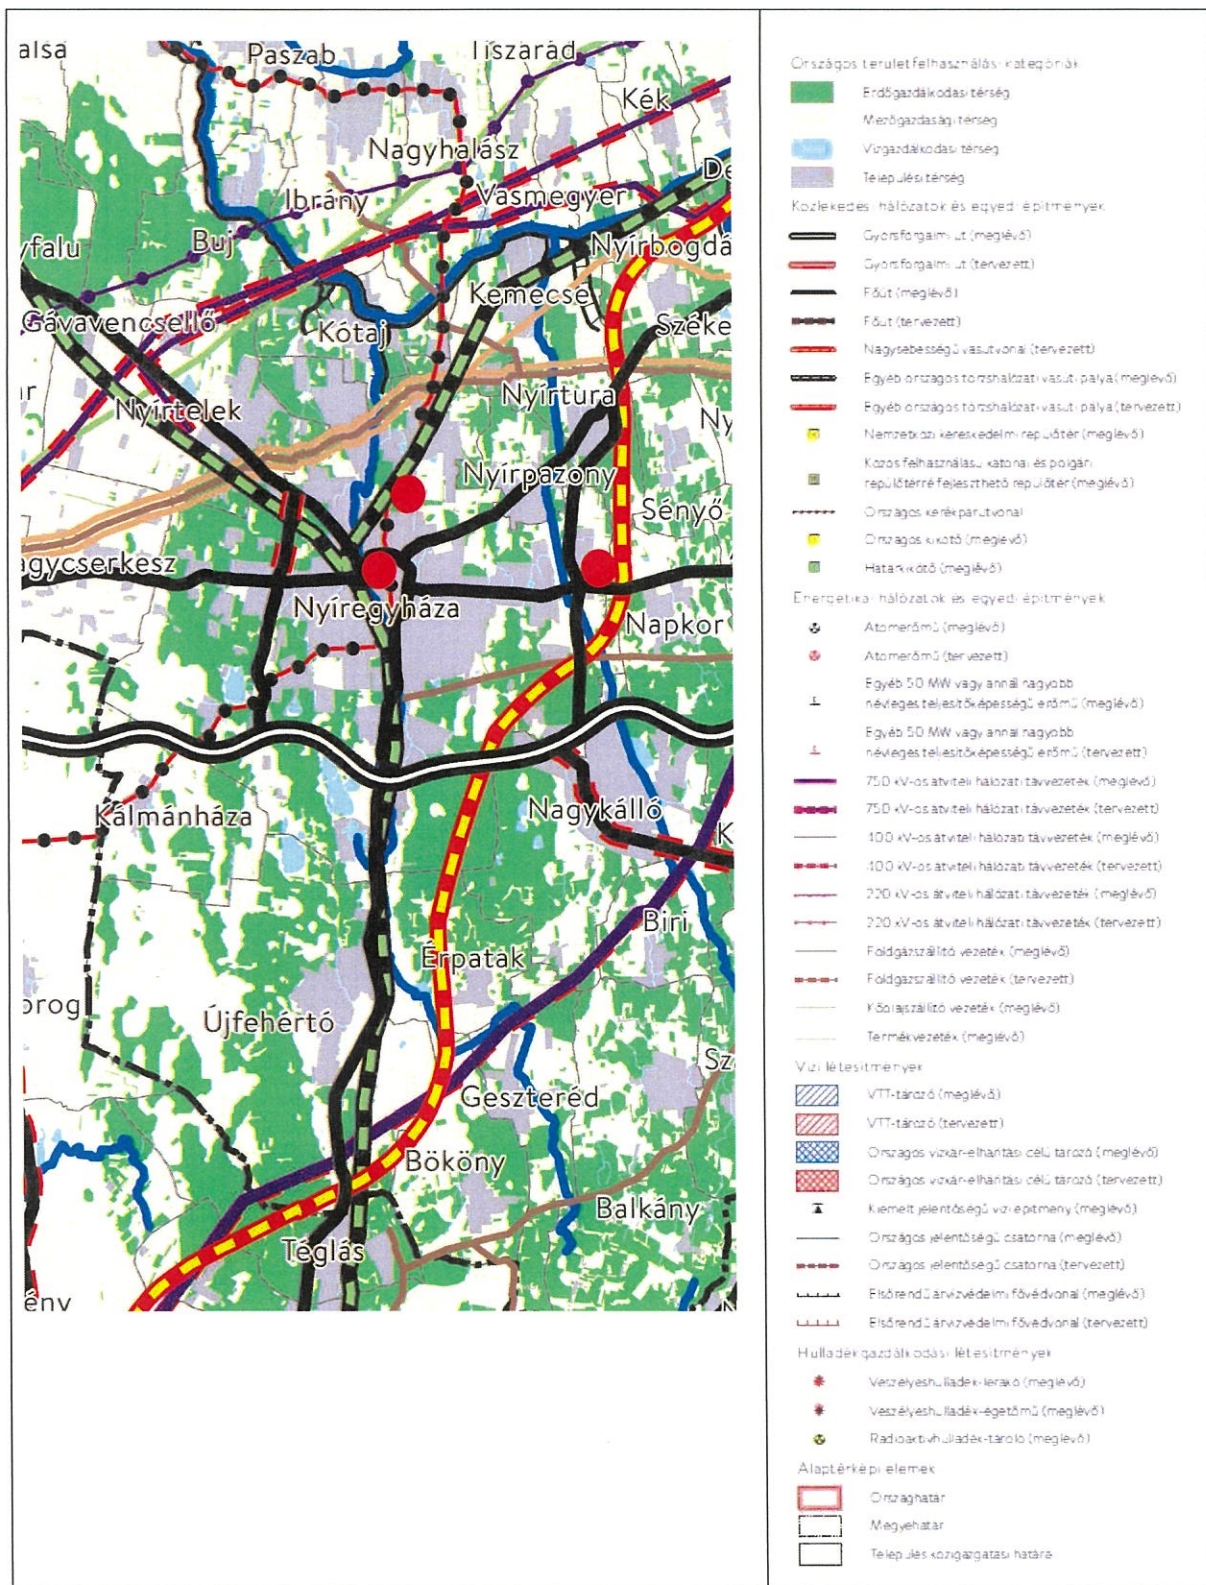 alsa
Paszab
Tiszarád
Kék
Nagyhalász
De
Ibrány
Vasmegyer
Buj
yfalu
Nyírbogdá
Kemecse
Gávavencsellő
Kótaj
Széke
ar
Nyírtura
Nyírtelek
Ny
Nyírpazony
Sényő
agycserkesz
Nyíregyháza
Napkor
Kálmánháza
Nagykálló
K
Biri
Érpatak
orog
Újfehértó
Sz
Geszteréd
Bököny
Balkány
Téglás
ény
Országos területfelhasználási kategóriák
Erdőgazdálkodási térség
Mezőgazdasági térség
Vízgazdálkodási térség
Települési térség
Közlekedési hálózatok és egyedi építmények
Gyorsforgalmi út (meglévő)
Gyorsforgalmi út (tervezett)
Főút (meglévő)
Főút (tervezett)
Nagysebességű vasútvonal (tervezett)
Egyéb országos törzshálózati vasúti pálya (meglévő)
Egyéb országos törzshálózati vasúti pálya (tervezett)
Nemzetközi kereskedelmi repülőtér (meglévő)
Közös felhasználású katonai és polgári
repülőtérré fejleszthető repülőtér (meglévő)
Országos kerékpárútvonal
Országos kikötő (meglévő)
Határkikötő (meglévő)
Energetikai hálózatok és egyedi építmények
Atomerőmű (meglévő)
Atomerőmű (tervezett)
Egyéb 50 MW vagy annál nagyobb
névleges teljesítőképességű erőmű (meglévő)
Egyéb 50 MW vagy annál nagyobb
névleges teljesítőképességű erőmű (tervezett)
750 kV-os átviteli hálózati távvezeték (meglévő)
750 kV-os átviteli hálózati távvezeték (tervezett)
400 kV-os átviteli hálózati távvezeték (meglévő)
400 kV-os átviteli hálózati távvezeték (tervezett)
220 kV-os átviteli hálózati távvezeték (meglévő)
220 kV-os átviteli hálózati távvezeték (tervezett)
Földgázszállító vezeték (meglévő)
Földgázszállító vezeték (tervezett)
Kőolajszállító vezeték (meglévő)
Termékvezeték (meglévő)
Vízi létesítmények
VTT-tározó (meglévő)
VTT-tározó (tervezett)
Országos vízkár-elhárítási célú tározó (meglévő)
Országos vízkár-elhárítási célú tározó (tervezett)
Kiemelt jelentőségű vízi építmény (meglévő)
Országos jelentőségű csatorna (meglévő)
Országos jelentőségű csatorna (tervezett)
Elsőrendű árvízvédelmi fővédvonal (meglévő)
Elsőrendű árvízvédelmi fővédvonal (tervezett)
Hulladékgazdálkodási létesítmények
Veszélyeshulladék-lerakó (meglévő)
Veszélyeshulladék-égetőmű (meglévő)
Radioaktívhulladék-tároló (meglévő)
Alaptérképi elemek
Országhatár
Megyehatár
Település közigazgatási határa